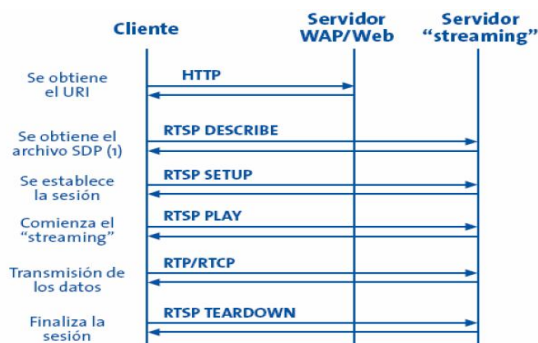 Cliente
Servidor
WAP/Web
Servidor
“streaming”
Se obtiene
el URI
HTTP
Se obtiene el
archivo SDP (1)
RTSP DESCRIBE
Se establece
la sesión
RTSP SETUP
Comienza el
“streaming”
RTSP PLAY
Transmisión de
los datos
RTP/RTCP
Finaliza la
sesión
RTSP TEARDOWN